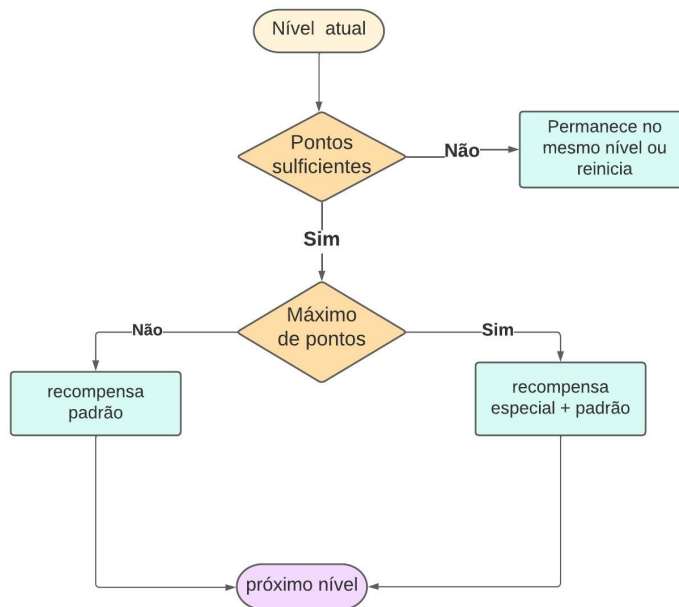 Nível atual
Pontos
sulficientes
Não
Permanece no
mesmo nível ou
reinicia
Sim
Máximo
de pontos
Não
Sim
recompensa
padrão
recompensa
especial + padrão
próximo nível